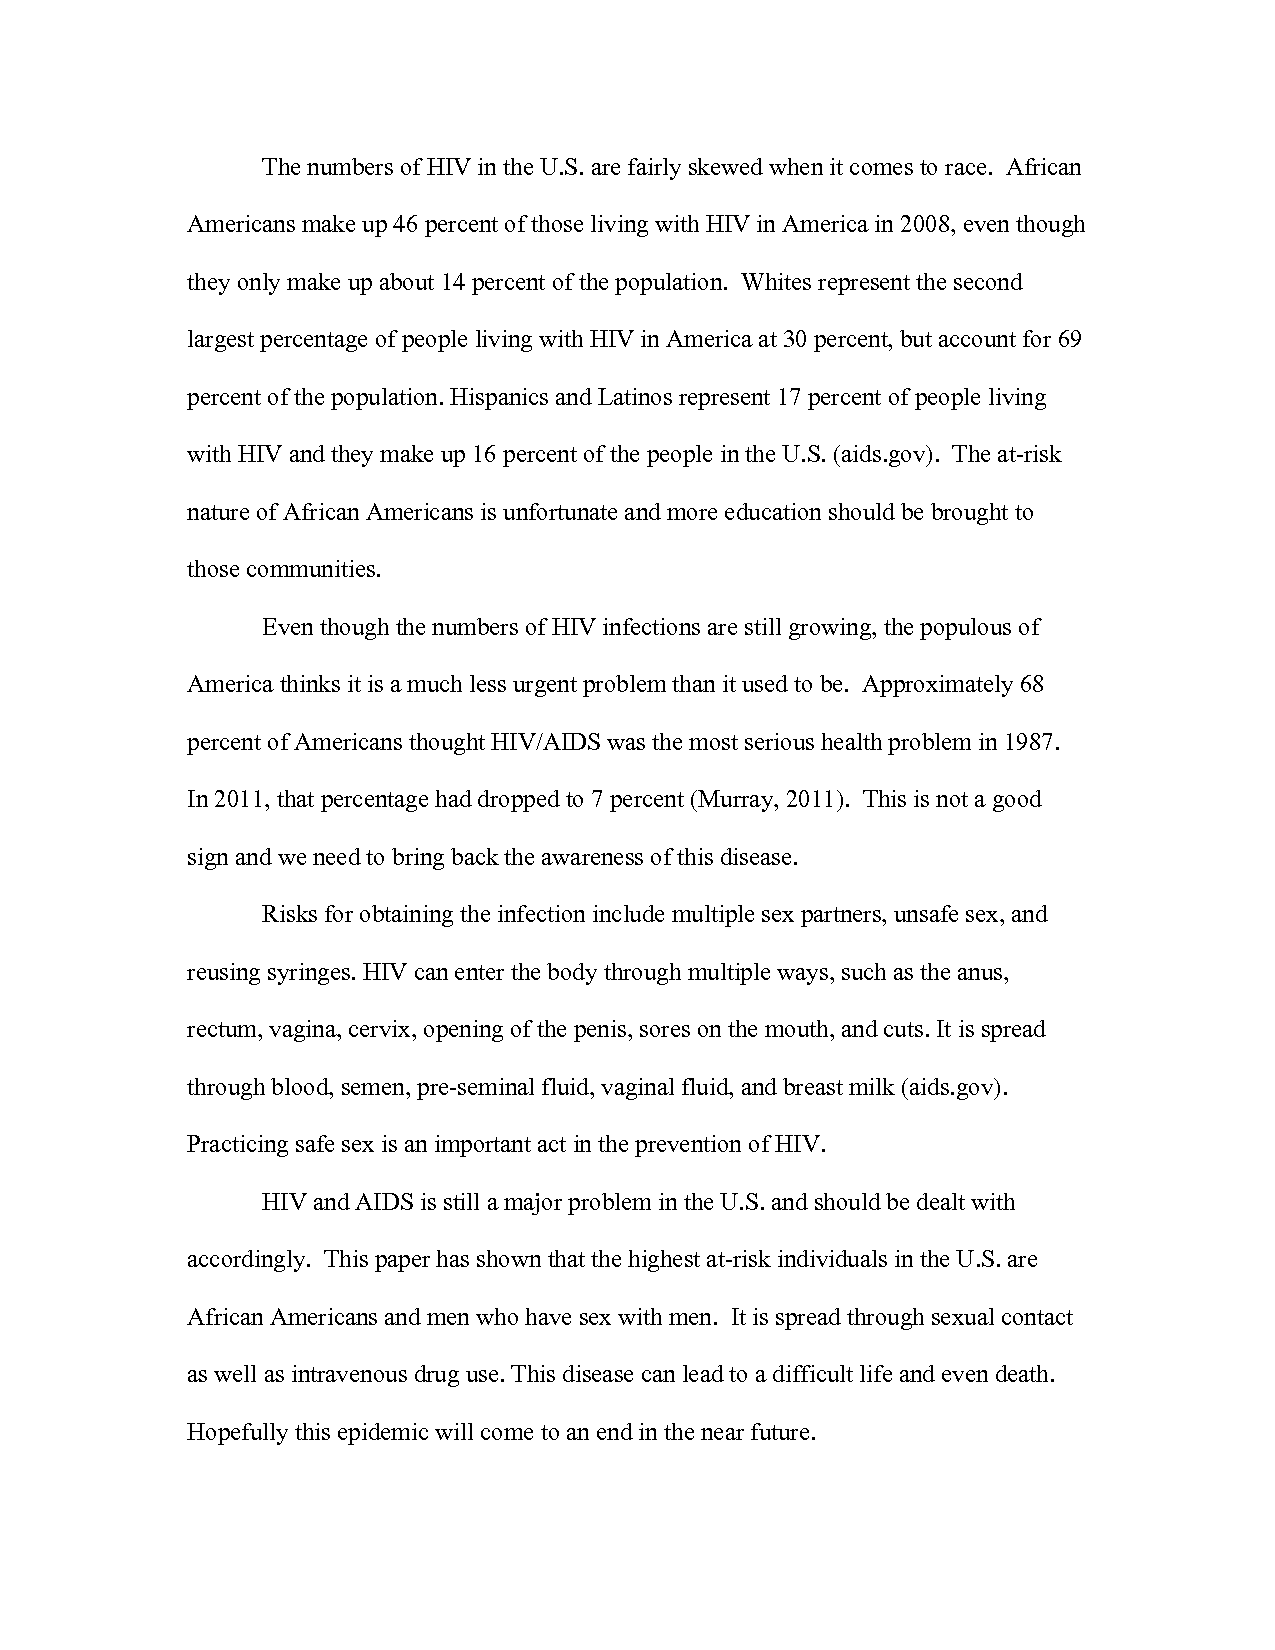 The numbers of HIV in the U.S. are fairly skewed when it comes to race.  African
Americans make up 46 percent of those living with HIV in America in 2008, even though
they only make up about 14 percent of the population.  Whites represent the second
largest percentage of people living with HIV in America at 30 percent, but account for 69
percent of the population. Hispanics and Latinos represent 17 percent of people living
with HIV and they make up 16 percent of the people in the U.S. (aids.gov).  The at-risk
nature of African Americans is unfortunate and more education should be brought to
those communities.
Even though the numbers of HIV infections are still growing, the populous of
America thinks it is a much less urgent problem than it used to be.  Approximately 68
percent of Americans thought HIV/AIDS was the most serious health problem in 1987.
In 2011, that percentage had dropped to 7 percent (Murray, 2011).  This is not a good
sign and we need to bring back the awareness of this disease.
Risks for obtaining the infection include multiple sex partners, unsafe sex, and
reusing syringes. HIV can enter the body through multiple ways, such as the anus,
rectum, vagina, cervix, opening of the penis, sores on the mouth, and cuts. It is spread
through blood, semen, pre-seminal fluid, vaginal fluid, and breast milk (aids.gov).
Practicing safe sex is an important act in the prevention of HIV.
HIV and AIDS is still a major problem in the U.S. and should be dealt with
accordingly.  This paper has shown that the highest at-risk individuals in the U.S. are
African Americans and men who have sex with men.  It is spread through sexual contact
as well as intravenous drug use. This disease can lead to a difficult life and even death.
Hopefully this epidemic will come to an end in the near future.